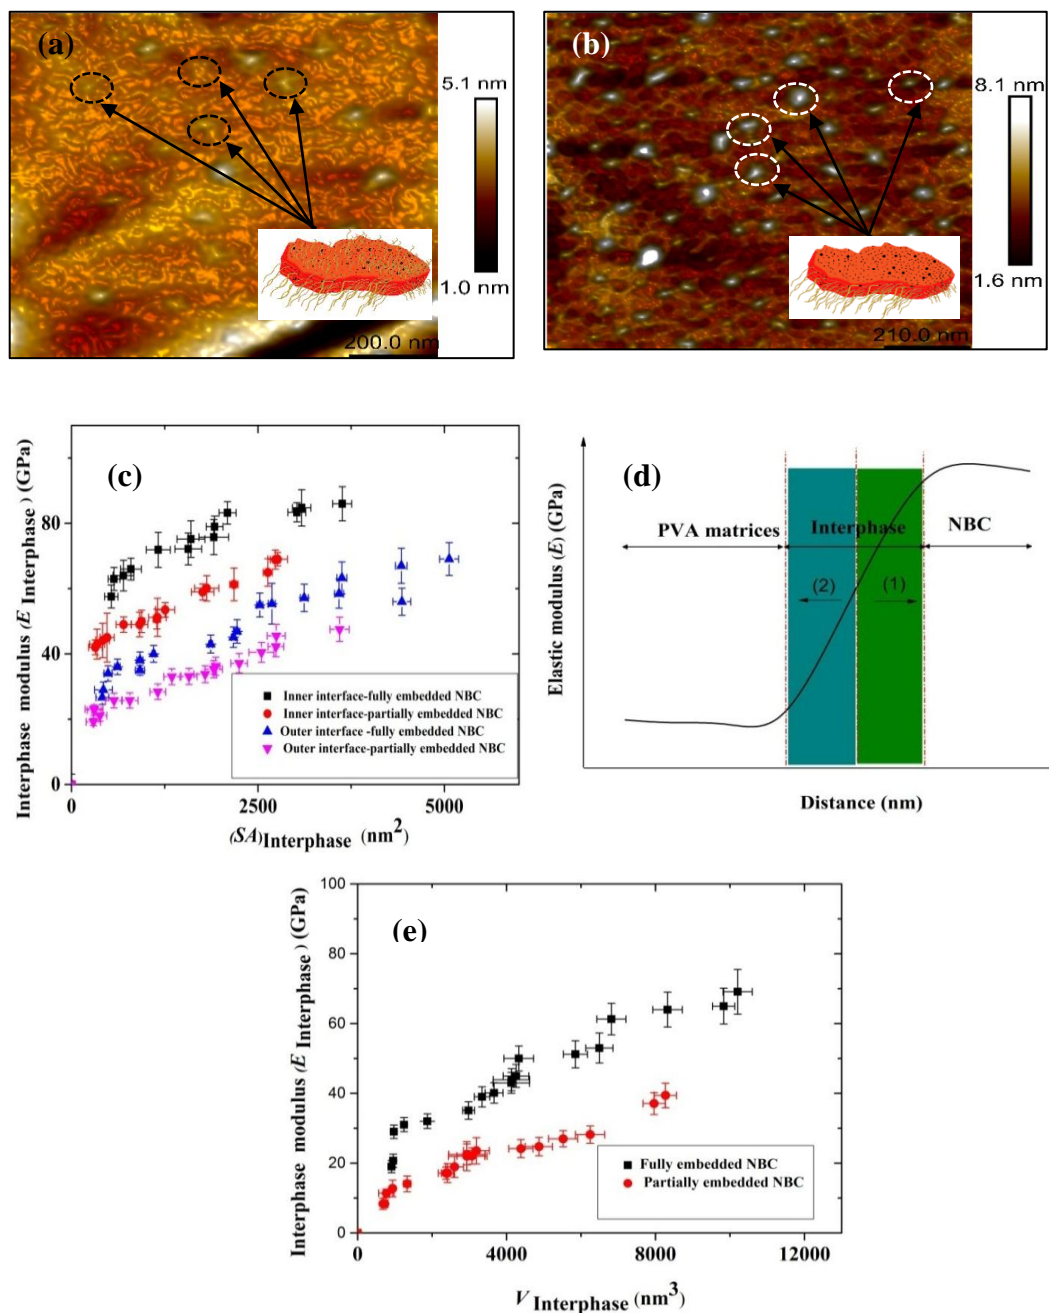 (a)
5.1 nm
1.0 nm
200.0 nm
(b)
8.1 nm
1.6 nm
210.0 nm
(c)
Interphase modulus (E Interphase) (GPa)
80
40
0
0
2500
5000
(SA)Interphase (nm²)
Inner interface-fully embedded NBC
Inner interface-partially embedded NBC
Outer interface -fully embedded NBC
Outer interface-partially embedded NBC
(d)
Elastic modulus (E) (GPa)
PVA matrices
Interphase
NBC
(2)
(1)
Distance (nm)
(e)
Interphase modulus (E Interphase) (GPa)
100
80
60
40
20
0
0
4000
8000
12000
V Interphase (nm³)
Fully embedded NBC
Partially embedded NBC